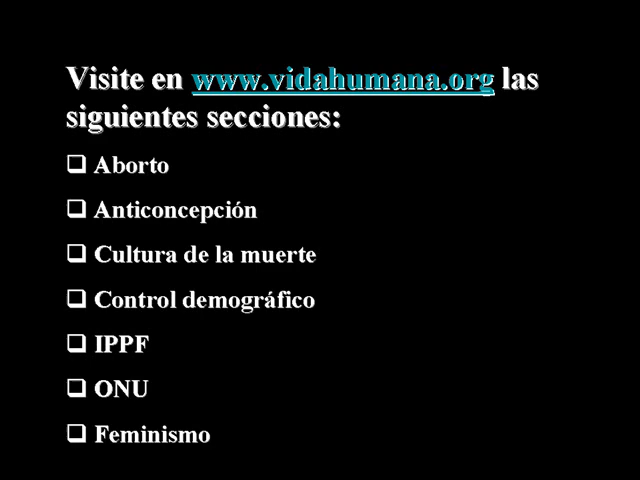 Visite en www.vidahumana.org las
siguientes secciones:
❑ Aborto
❑ Anticoncepción
❑ Cultura de la muerte
❑ Control demográfico
❑ IPPF
❑ ONU
❑ Feminismo